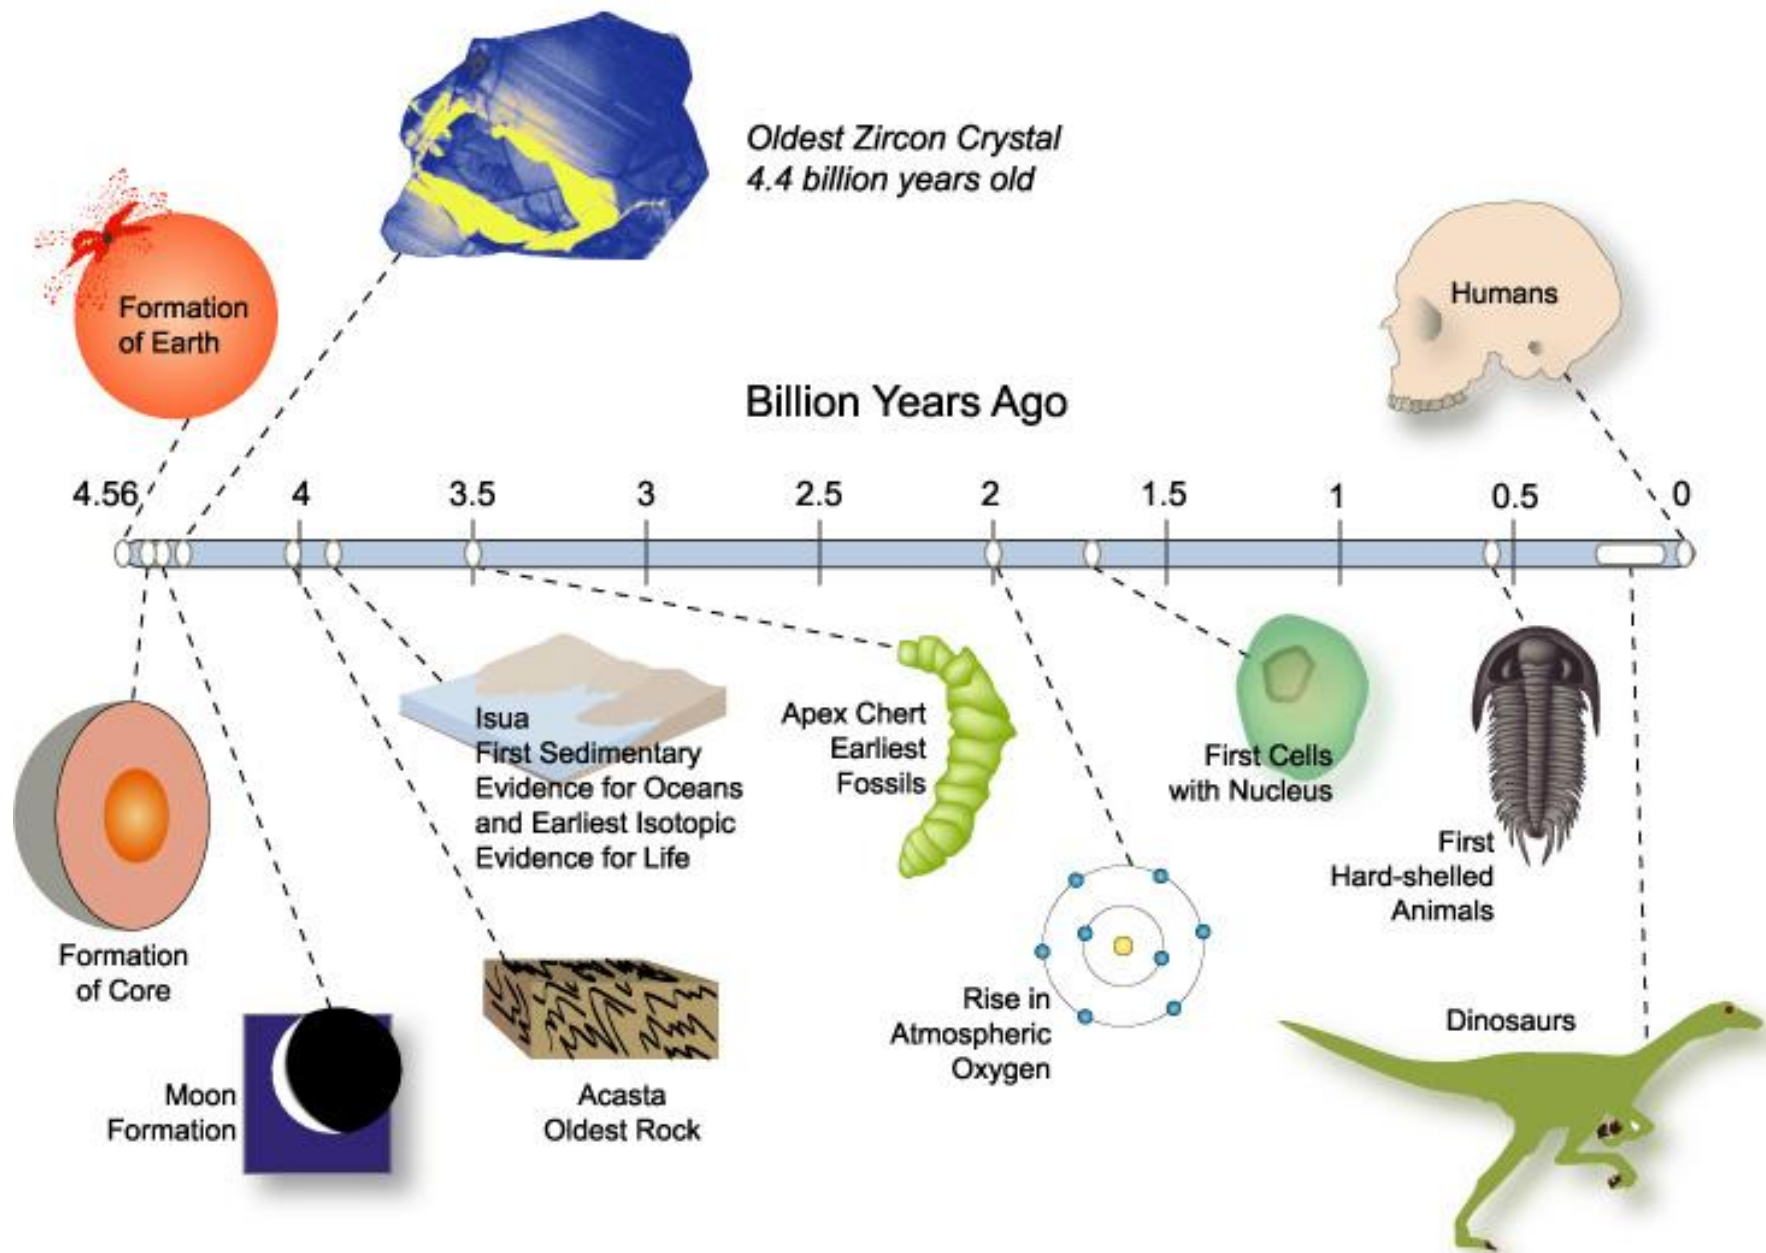 Oldest Zircon Crystal
4.4 billion years old
Formation
of Earth
Humans
Billion Years Ago
4.56 4 3.5 3 2.5 2 1.5 1 0.5 0
Isua
First Sedimentary
Evidence for Oceans
and Earliest Isotopic
Evidence for Life
Apex Chert
Earliest
Fossils
First Cells
with Nucleus
First
Hard-shelled
Animals
Formation
of Core
Rise in
Atmospheric
Oxygen
Dinosaurs
Moon
Formation
Acasta
Oldest Rock